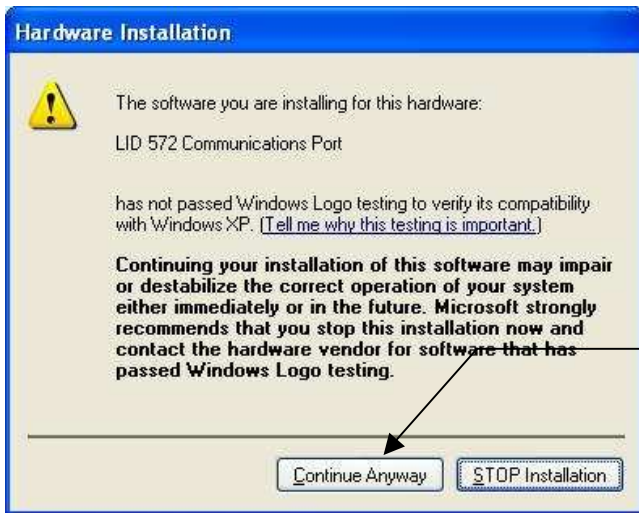 Hardware Installation
The software you are installing for this hardware:
LID 572 Communications Port
has not passed Windows Logo testing to verify its compatibility
with Windows XP. (Tell me why this testing is important.)
Continuing your installation of this software may impair
or destabilize the correct operation of your system
either immediately or in the future. Microsoft strongly
recommends that you stop this installation now and
contact the hardware vendor for software that has
passed Windows Logo testing.
Continue Anyway
STOP Installation